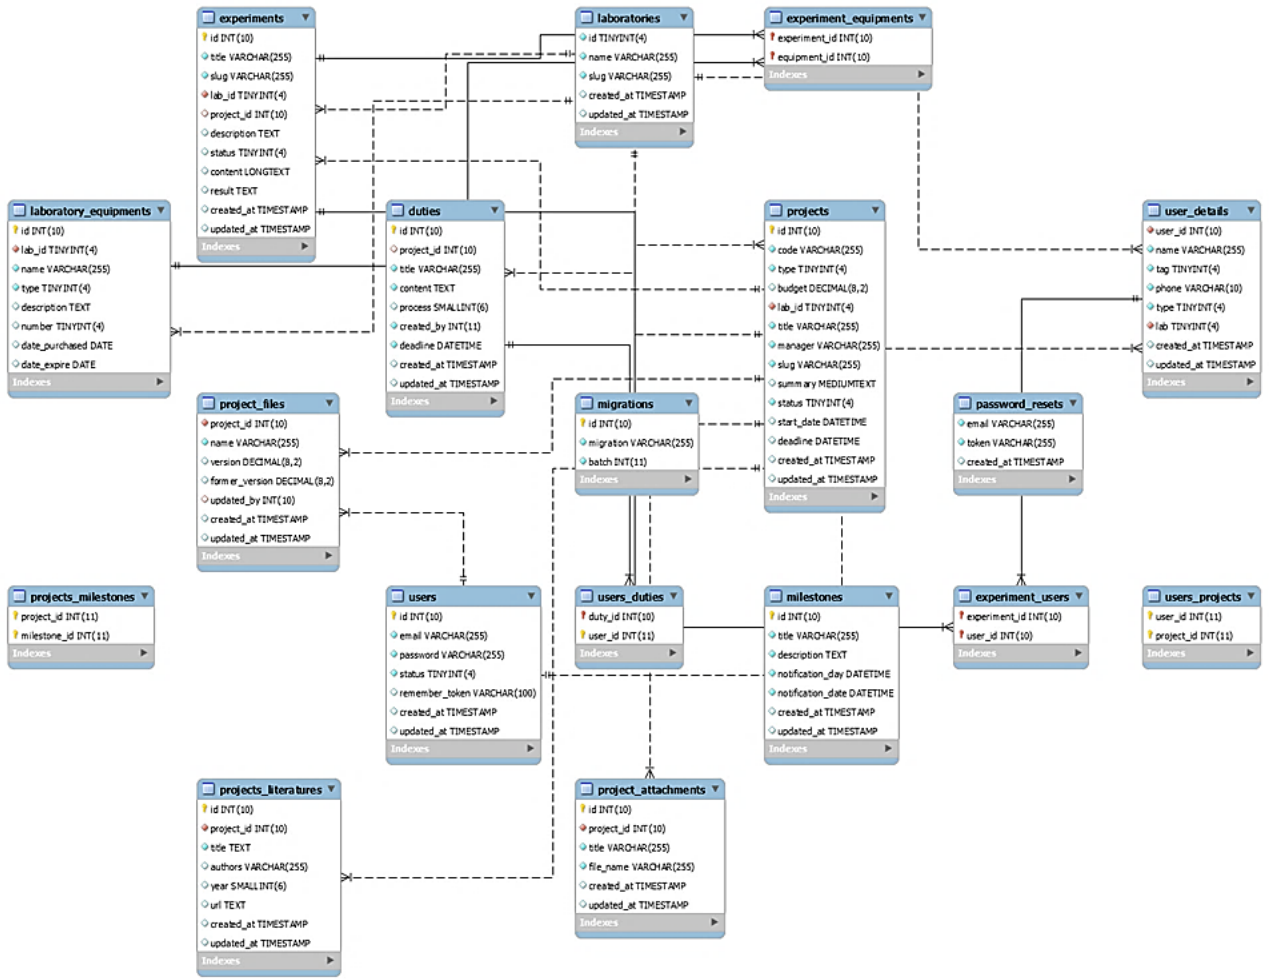 experiments
id INT(10)
title VARCHAR(255)
slug VARCHAR(255)
lab_id TINYINT(4)
project_id INT(10)
description TEXT
status TINYINT(4)
content LONGTEXT
result TEXT
created_at TIMESTAMP
updated_at TIMESTAMP
Indexes
laboratories
id TINYINT(4)
name VARCHAR(255)
slug VARCHAR(255)
created_at TIMESTAMP
updated_at TIMESTAMP
Indexes
experiment_equipments
experiment_id INT(10)
equipment_id INT(10)
Indexes
laboratory_equipments
id INT(10)
lab_id TINYINT(4)
name VARCHAR(255)
type TINYINT(4)
description TEXT
number TINYINT(4)
date_purchased DATE
date_expire DATE
Indexes
duties
id INT(10)
project_id INT(10)
title VARCHAR(255)
content TEXT
process SMALLINT(6)
created_by INT(11)
deadline DATETIME
created_at TIMESTAMP
updated_at TIMESTAMP
Indexes
projects
id INT(10)
code VARCHAR(255)
type TINYINT(4)
budget DECIMAL(8,2)
lab_id TINYINT(4)
title VARCHAR(255)
manager VARCHAR(255)
slug VARCHAR(255)
summary MEDIUMTEXT
status TINYINT(4)
start_date DATETIME
deadline DATETIME
created_at TIMESTAMP
updated_at TIMESTAMP
Indexes
user_details
user_id INT(10)
name VARCHAR(255)
tag TINYINT(4)
phone VARCHAR(10)
type TINYINT(4)
lab TINYINT(4)
created_at TIMESTAMP
updated_at TIMESTAMP
Indexes
project_files
project_id INT(10)
name VARCHAR(255)
version DECIMAL(8,2)
former_version DECIMAL(8,2)
updated_by INT(10)
created_at TIMESTAMP
updated_at TIMESTAMP
Indexes
migrations
id INT(10)
migration VARCHAR(255)
batch INT(11)
Indexes
password_resets
email VARCHAR(255)
token VARCHAR(255)
created_at TIMESTAMP
Indexes
projects_milestones
project_id INT(11)
milestone_id INT(11)
Indexes
users
id INT(10)
email VARCHAR(255)
password VARCHAR(255)
status TINYINT(4)
remember_token VARCHAR(100)
created_at TIMESTAMP
updated_at TIMESTAMP
Indexes
users_duties
duty_id INT(10)
user_id INT(11)
Indexes
milestones
id INT(10)
title VARCHAR(255)
description TEXT
notification_day DATETIME
notification_date DATETIME
created_at TIMESTAMP
updated_at TIMESTAMP
Indexes
experiment_users
experiment_id INT(10)
user_id INT(10)
Indexes
users_projects
user_id INT(11)
project_id INT(11)
Indexes
projects_literatures
id INT(10)
project_id INT(10)
title TEXT
authors VARCHAR(255)
year SMALLINT(6)
url TEXT
created_at TIMESTAMP
updated_at TIMESTAMP
Indexes
project_attachments
id INT(10)
project_id INT(10)
title VARCHAR(255)
file_name VARCHAR(255)
created_at TIMESTAMP
updated_at TIMESTAMP
Indexes